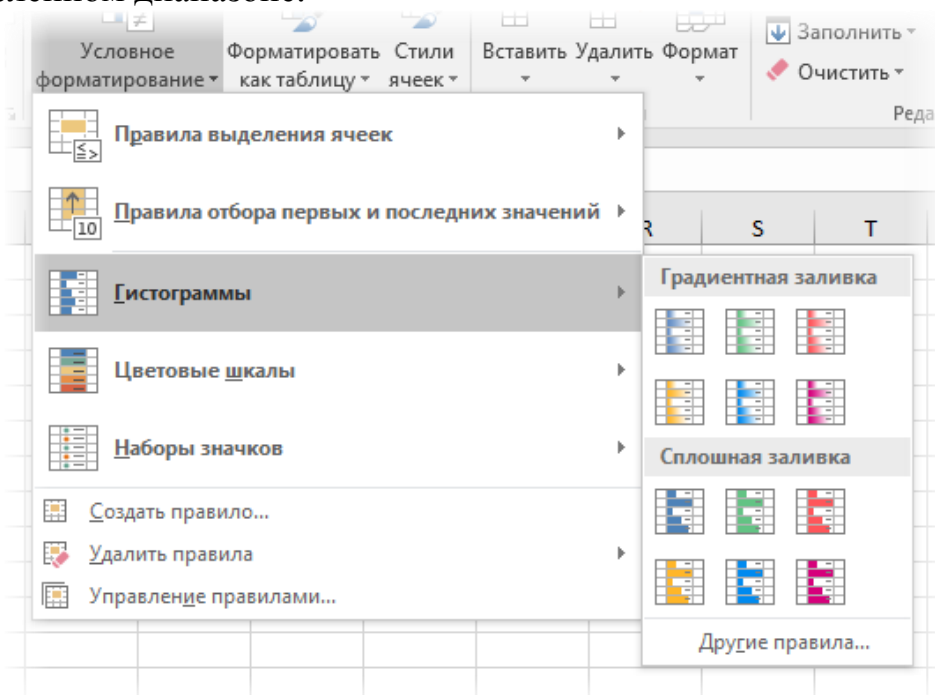 диапазоне.
Условное форматирование
Форматировать как таблицу
Стили ячеек
Вставить
Удалить
Формат
Заполнить
Очистить
Реда
Правила выделения ячеек
Правила отбора первых и последних значений
10
R S T
Гистограммы
Градиентная заливка
Цветовые шкалы
Наборы значков
Сплошная заливка
Создать правило...
Удалить правила
Управление правилами...
Другие правила...